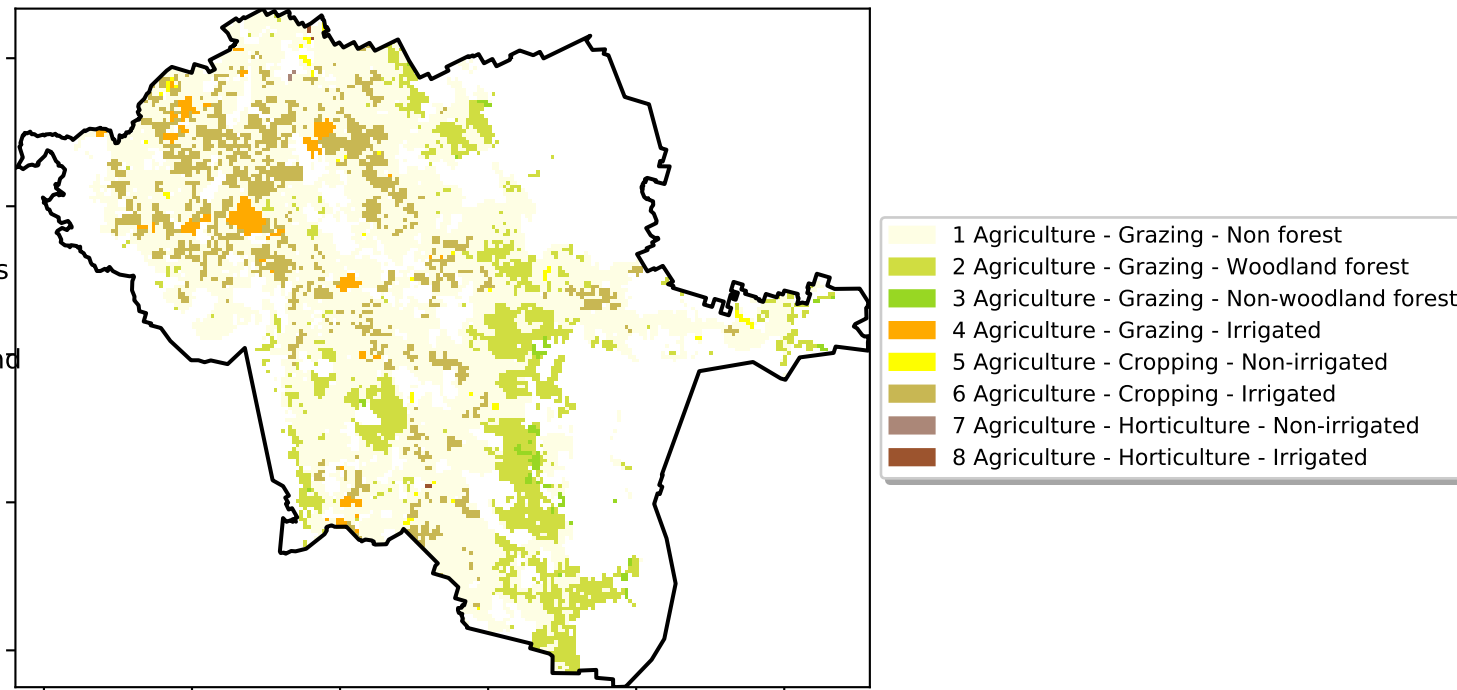 s
nd
1 Agriculture - Grazing - Non forest
2 Agriculture - Grazing - Woodland forest
3 Agriculture - Grazing - Non-woodland forest
4 Agriculture - Grazing - Irrigated
5 Agriculture - Cropping - Non-irrigated
6 Agriculture - Cropping - Irrigated
7 Agriculture - Horticulture - Non-irrigated
8 Agriculture - Horticulture - Irrigated